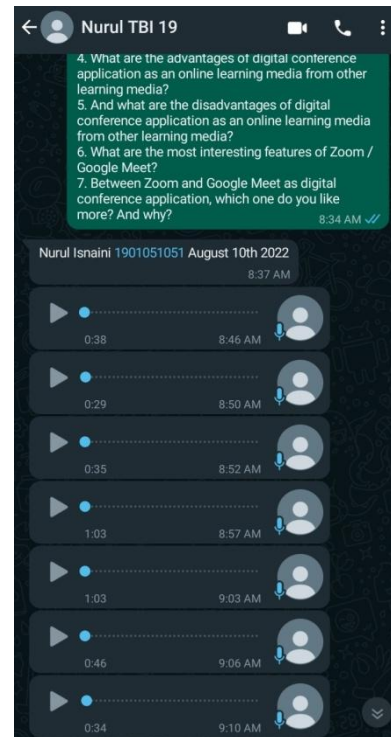 Nurul TBI 19
4. What are the advantages of digital conference
application as an online learning media from other
learning media?
5. And what are the disadvantages of digital
conference application as an online learning media
from other learning media?
6. What are the most interesting features of Zoom /
Google Meet?
7. Between Zoom and Google Meet as digital
conference application, which one do you like
more? And why?
8:34 AM
Nurul Isnaini 1901051051 August 10th 2022
8:37 AM
0:38 8:46 AM
0:29 8:50 AM
0:35 8:52 AM
1:03 8:57 AM
1:03 9:03 AM
0:46 9:06 AM
0:34 9:10 AM